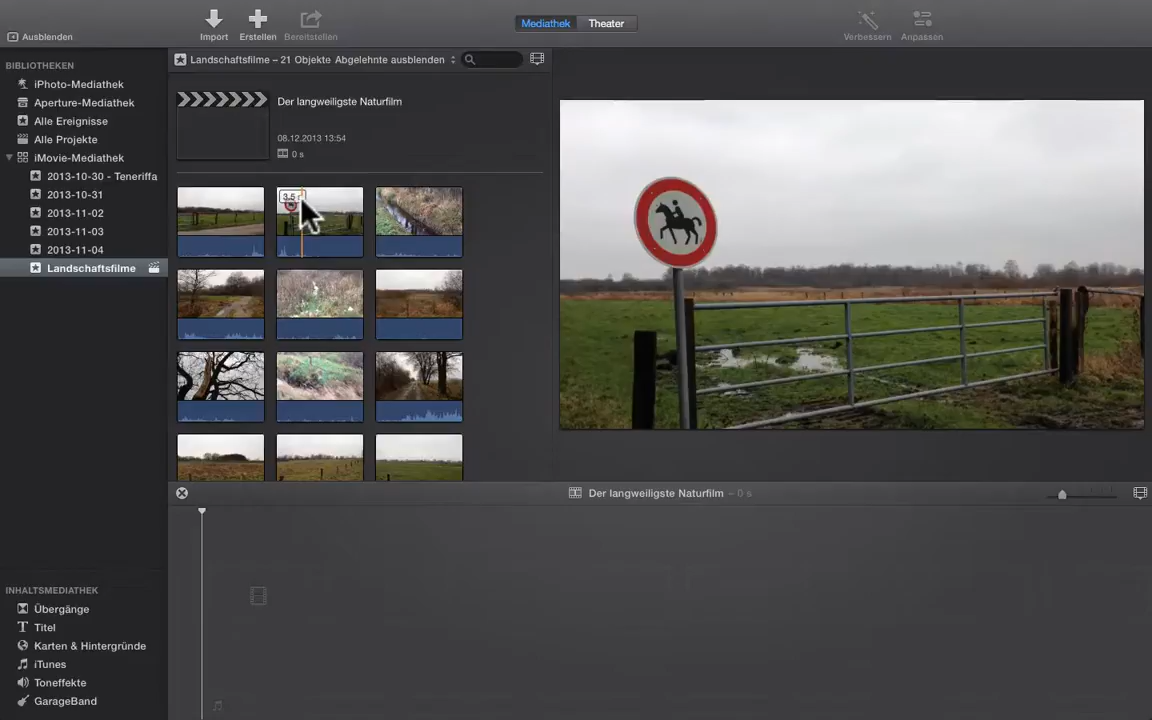 Ausblenden
Import
Erstellen
Bereitstellen
Mediathek
Theater
Verbessern
Anpassen
BIBLIOTHEKEN
iPhoto-Mediathek
Aperture-Mediathek
Alle Ereignisse
Alle Projekte
iMovie-Mediathek
2013-10-30 - Teneriffa
2013-10-31
2013-11-02
2013-11-03
2013-11-04
Landschaftsfilme
Landschaftsfilme – 21 Objekte Abgelehnte ausblenden
Der langweiligste Naturfilm
08.12.2013 13:54
0 s
Der langweiligste Naturfilm – 0 s
INHALTSMEDIATHEK
Übergänge
Titel
Karten & Hintergründe
iTunes
Toneffekte
GarageBand